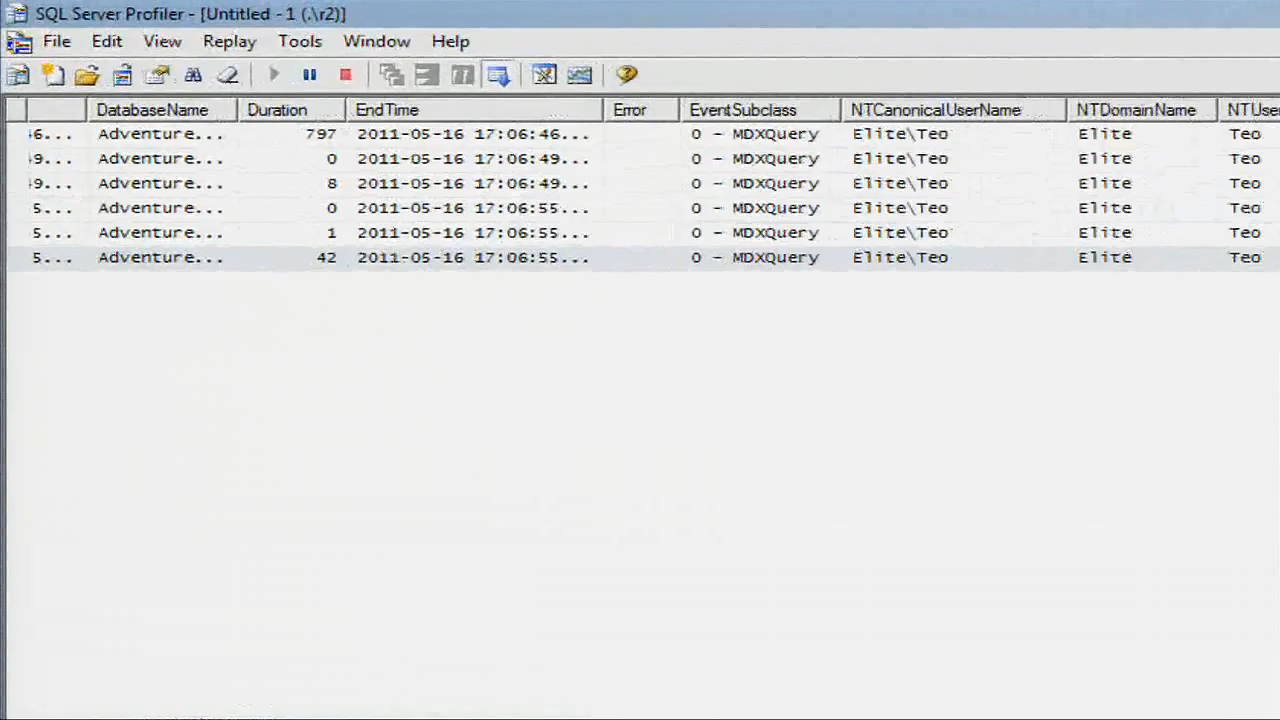 SQL Server Profiler - [Untitled - 1 (.\r2)]
File Edit View Replay Tools Window Help
DatabaseName Duration EndTime Error EventSubclass NTCanonicalUserName NTDomainName NTUse
46... Adventure... 797 2011-05-16 17:06:46... 0 - MDXQuery Elite\Teo Elite Teo
49... Adventure... 0 2011-05-16 17:06:49... 0 - MDXQuery Elite\Teo Elite Teo
49... Adventure... 8 2011-05-16 17:06:49... 0 - MDXQuery Elite\Teo Elite Teo
5... Adventure... 0 2011-05-16 17:06:55... 0 - MDXQuery Elite\Teo Elite Teo
5... Adventure... 1 2011-05-16 17:06:55... 0 - MDXQuery Elite\Teo Elite Teo
5... Adventure... 42 2011-05-16 17:06:55... 0 - MDXQuery Elite\Teo Elite Teo